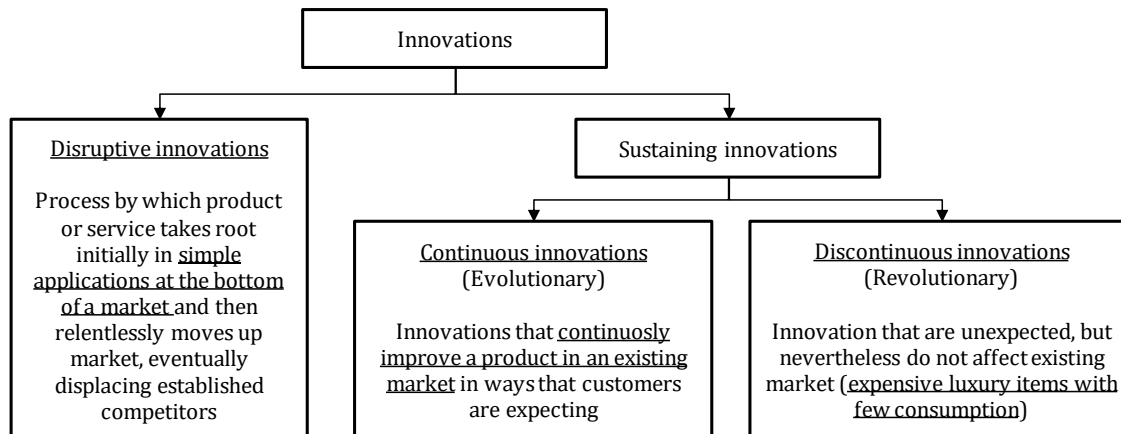 Innovations
Disruptive innovations
Process by which product
or service takes root
initially in simple
applications at the bottom
of a market and then
relentlessly moves up
market, eventually
displacing established
competitors
Sustaining innovations
Continuous innovations
(Evolutionary)
Innovations that continuosly
improve a product in an existing
market in ways that customers
are expecting
Discontinuous innovations
(Revolutionary)
Innovation that are unexpected, but
nevertheless do not affect existing
market (expensive luxury items with
few consumption)